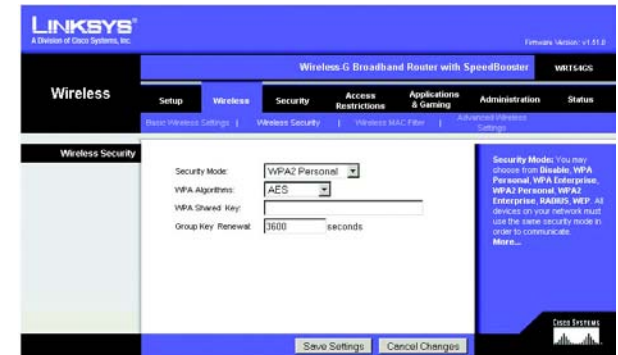 LINKSYS®
A Division of Cisco Systems, Inc.
Firmware Version: v1.51.0
Wireless-G Broadband Router with SpeedBooster
WRT54GS
Wireless
Setup
Wireless
Security
Access Restrictions
Applications & Gaming
Administration
Status
Basic Wireless Settings | Wireless Security | Wireless MAC Filter | Advanced Wireless Settings
Wireless Security
Security Mode: WPA2 Personal
WPA Algorithms: AES
WPA Shared Key:
Group Key Renewal: 3600 seconds
Security Mode: You may
choose from Disable, WPA
Personal, WPA Enterprise,
WPA2 Personal, WPA2
Enterprise, RADIUS, WEP. All
devices on your network must
use the same security mode in
order to communicate.
More...
Save Settings
Cancel Changes
CISCO SYSTEMS